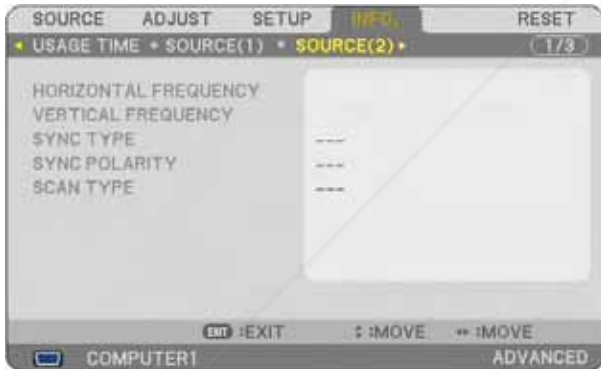 SOURCE ADJUST SETUP INFO. RESET
◂ USAGE TIME • SOURCE(1) • SOURCE(2) ▸ 1/3
HORIZONTAL FREQUENCY
VERTICAL FREQUENCY
SYNC TYPE ---
SYNC POLARITY ---
SCAN TYPE ---
EXIT :EXIT ↕ :MOVE ↔ :MOVE
COMPUTER1 ADVANCED